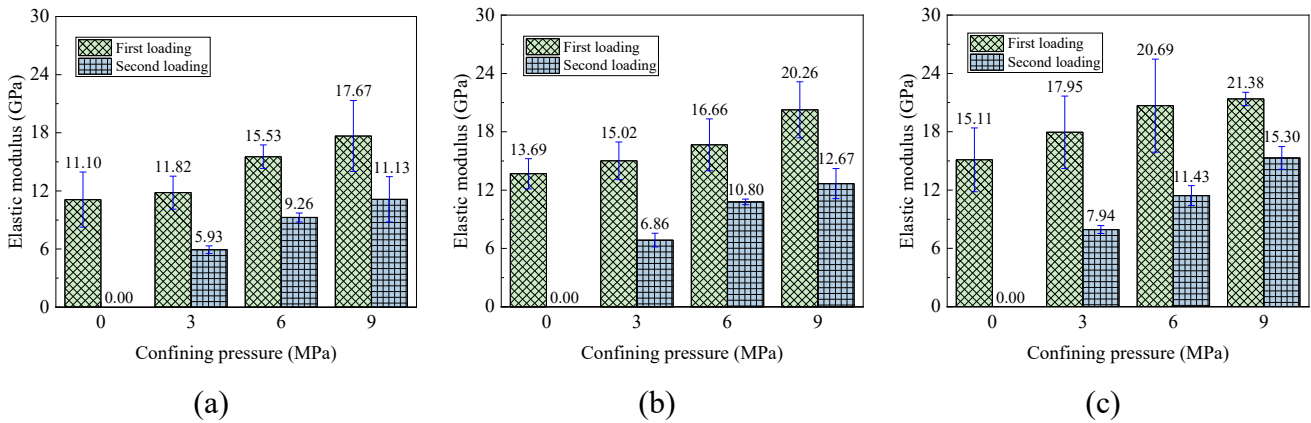 30
24
18
12
6
0
Elastic modulus (GPa)
First loading
Second loading
11.10
0.00
11.82
5.93
15.53
9.26
17.67
11.13
0 3 6 9
Confining pressure (MPa)
(a)
30
24
18
12
6
0
Elastic modulus (GPa)
First loading
Second loading
13.69
0.00
15.02
6.86
16.66
10.80
20.26
12.67
0 3 6 9
Confining pressure (MPa)
(b)
30
24
18
12
6
0
Elastic modulus (GPa)
First loading
Second loading
15.11
0.00
17.95
7.94
20.69
11.43
21.38
15.30
0 3 6 9
Confining pressure (MPa)
(c)